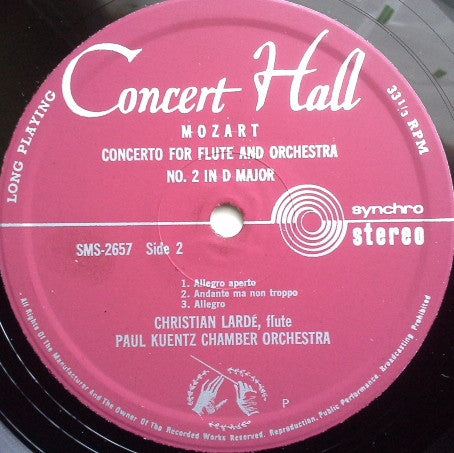 Concert Hall
LONG PLAYING
33 1/3 RPM
MOZART
CONCERTO FOR FLUTE AND ORCHESTRA
NO. 2 IN D MAJOR
synchro
stereo
SMS-2657 Side 2
1. Allegro aperto
2. Andante ma non troppo
3. Allegro
CHRISTIAN LARDÉ, flute
PAUL KUENTZ CHAMBER ORCHESTRA
P
All Rights Of The Manufacturer And The Owner Of The Recorded Works Reserved. Reproduction, Public Performance, Broadcasting Prohibited